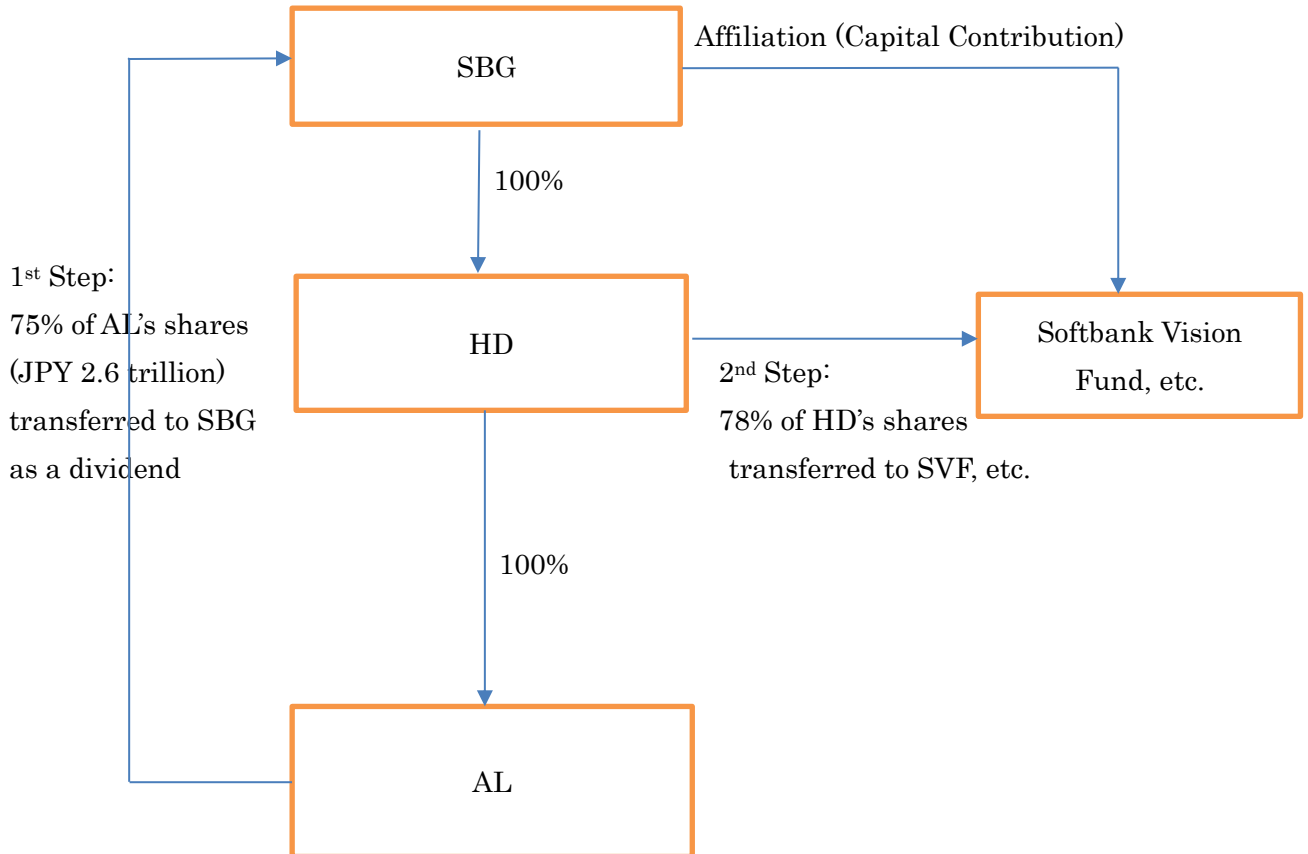 Affiliation (Capital Contribution)
SBG
100%
1st Step:
75% of AL’s shares
(JPY 2.6 trillion)
transferred to SBG
as a dividend
HD
Softbank Vision
Fund, etc.
2nd Step:
78% of HD’s shares
transferred to SVF, etc.
100%
AL